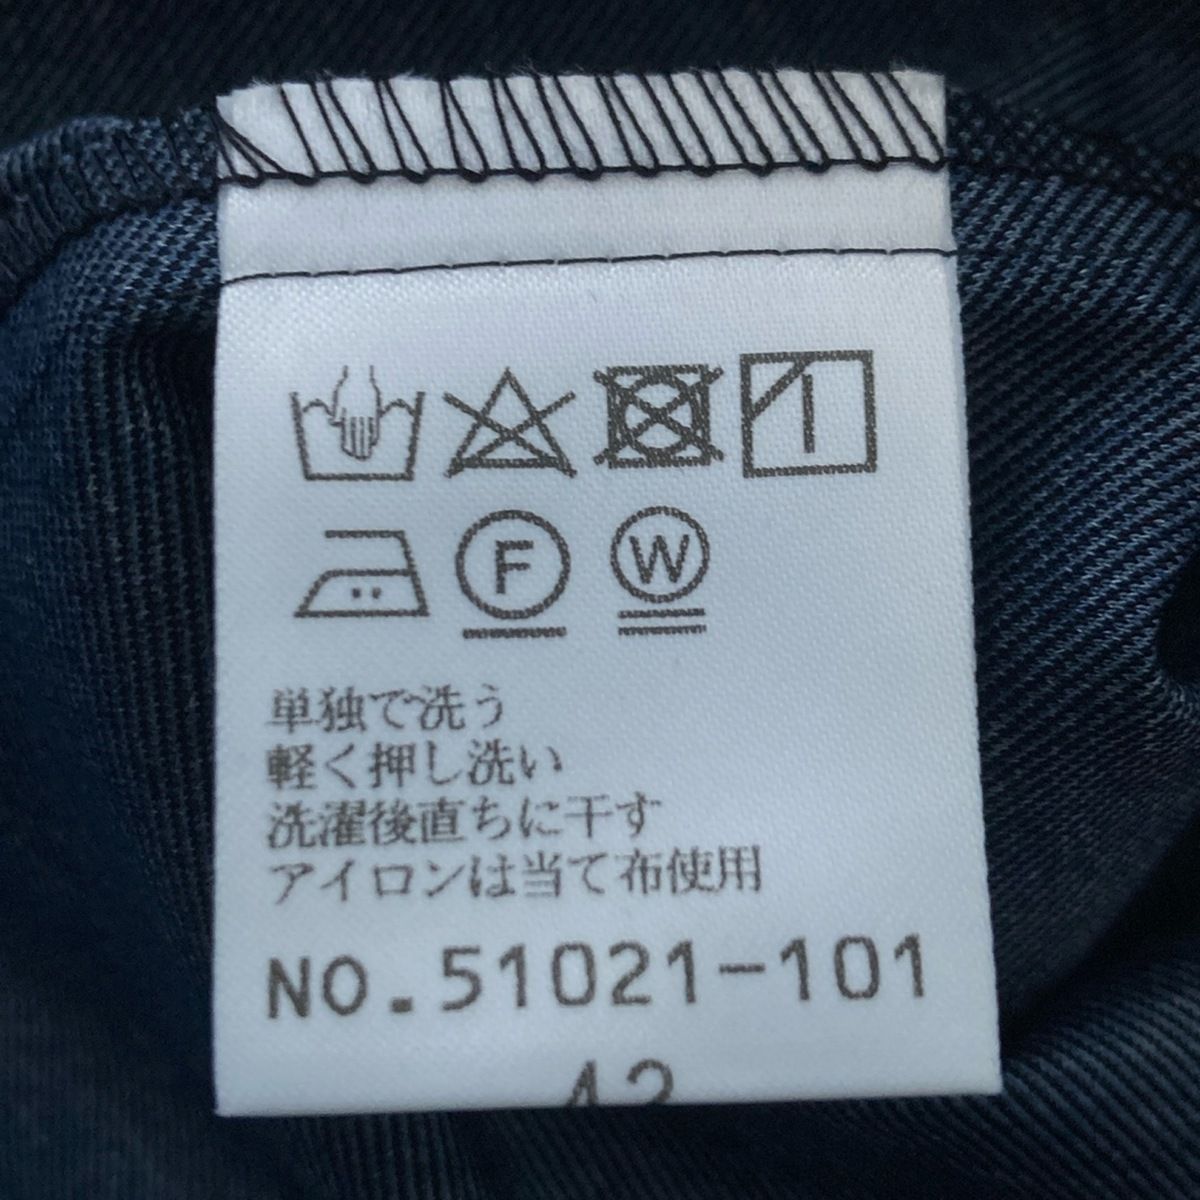 F W
単独で洗う
軽く押し洗い
洗濯後直ちに干す
アイロンは当て布使用
NO.51021-101
42